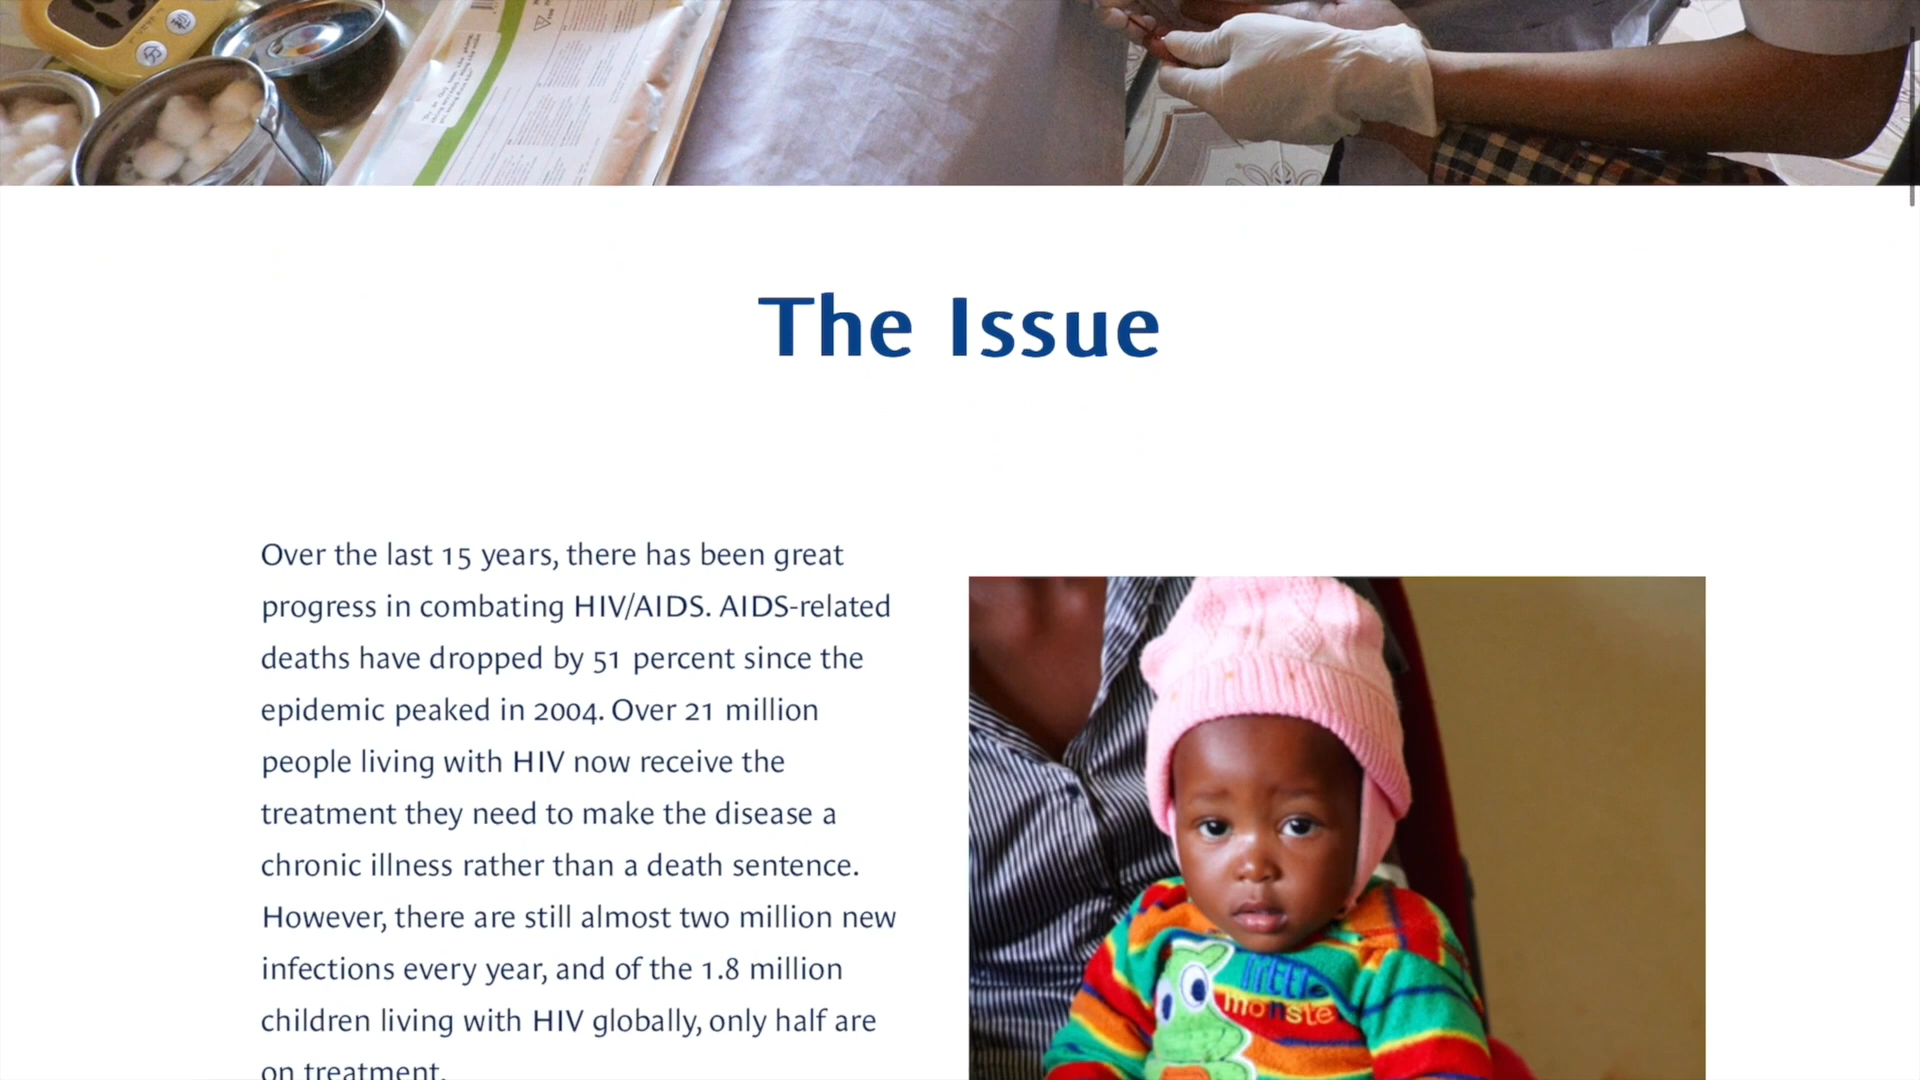 The Issue
Over the last 15 years, there has been great
progress in combating HIV/AIDS. AIDS-related
deaths have dropped by 51 percent since the
epidemic peaked in 2004. Over 21 million
people living with HIV now receive the
treatment they need to make the disease a
chronic illness rather than a death sentence.
However, there are still almost two million new
infections every year, and of the 1.8 million
children living with HIV globally, only half are
on treatment.
monste